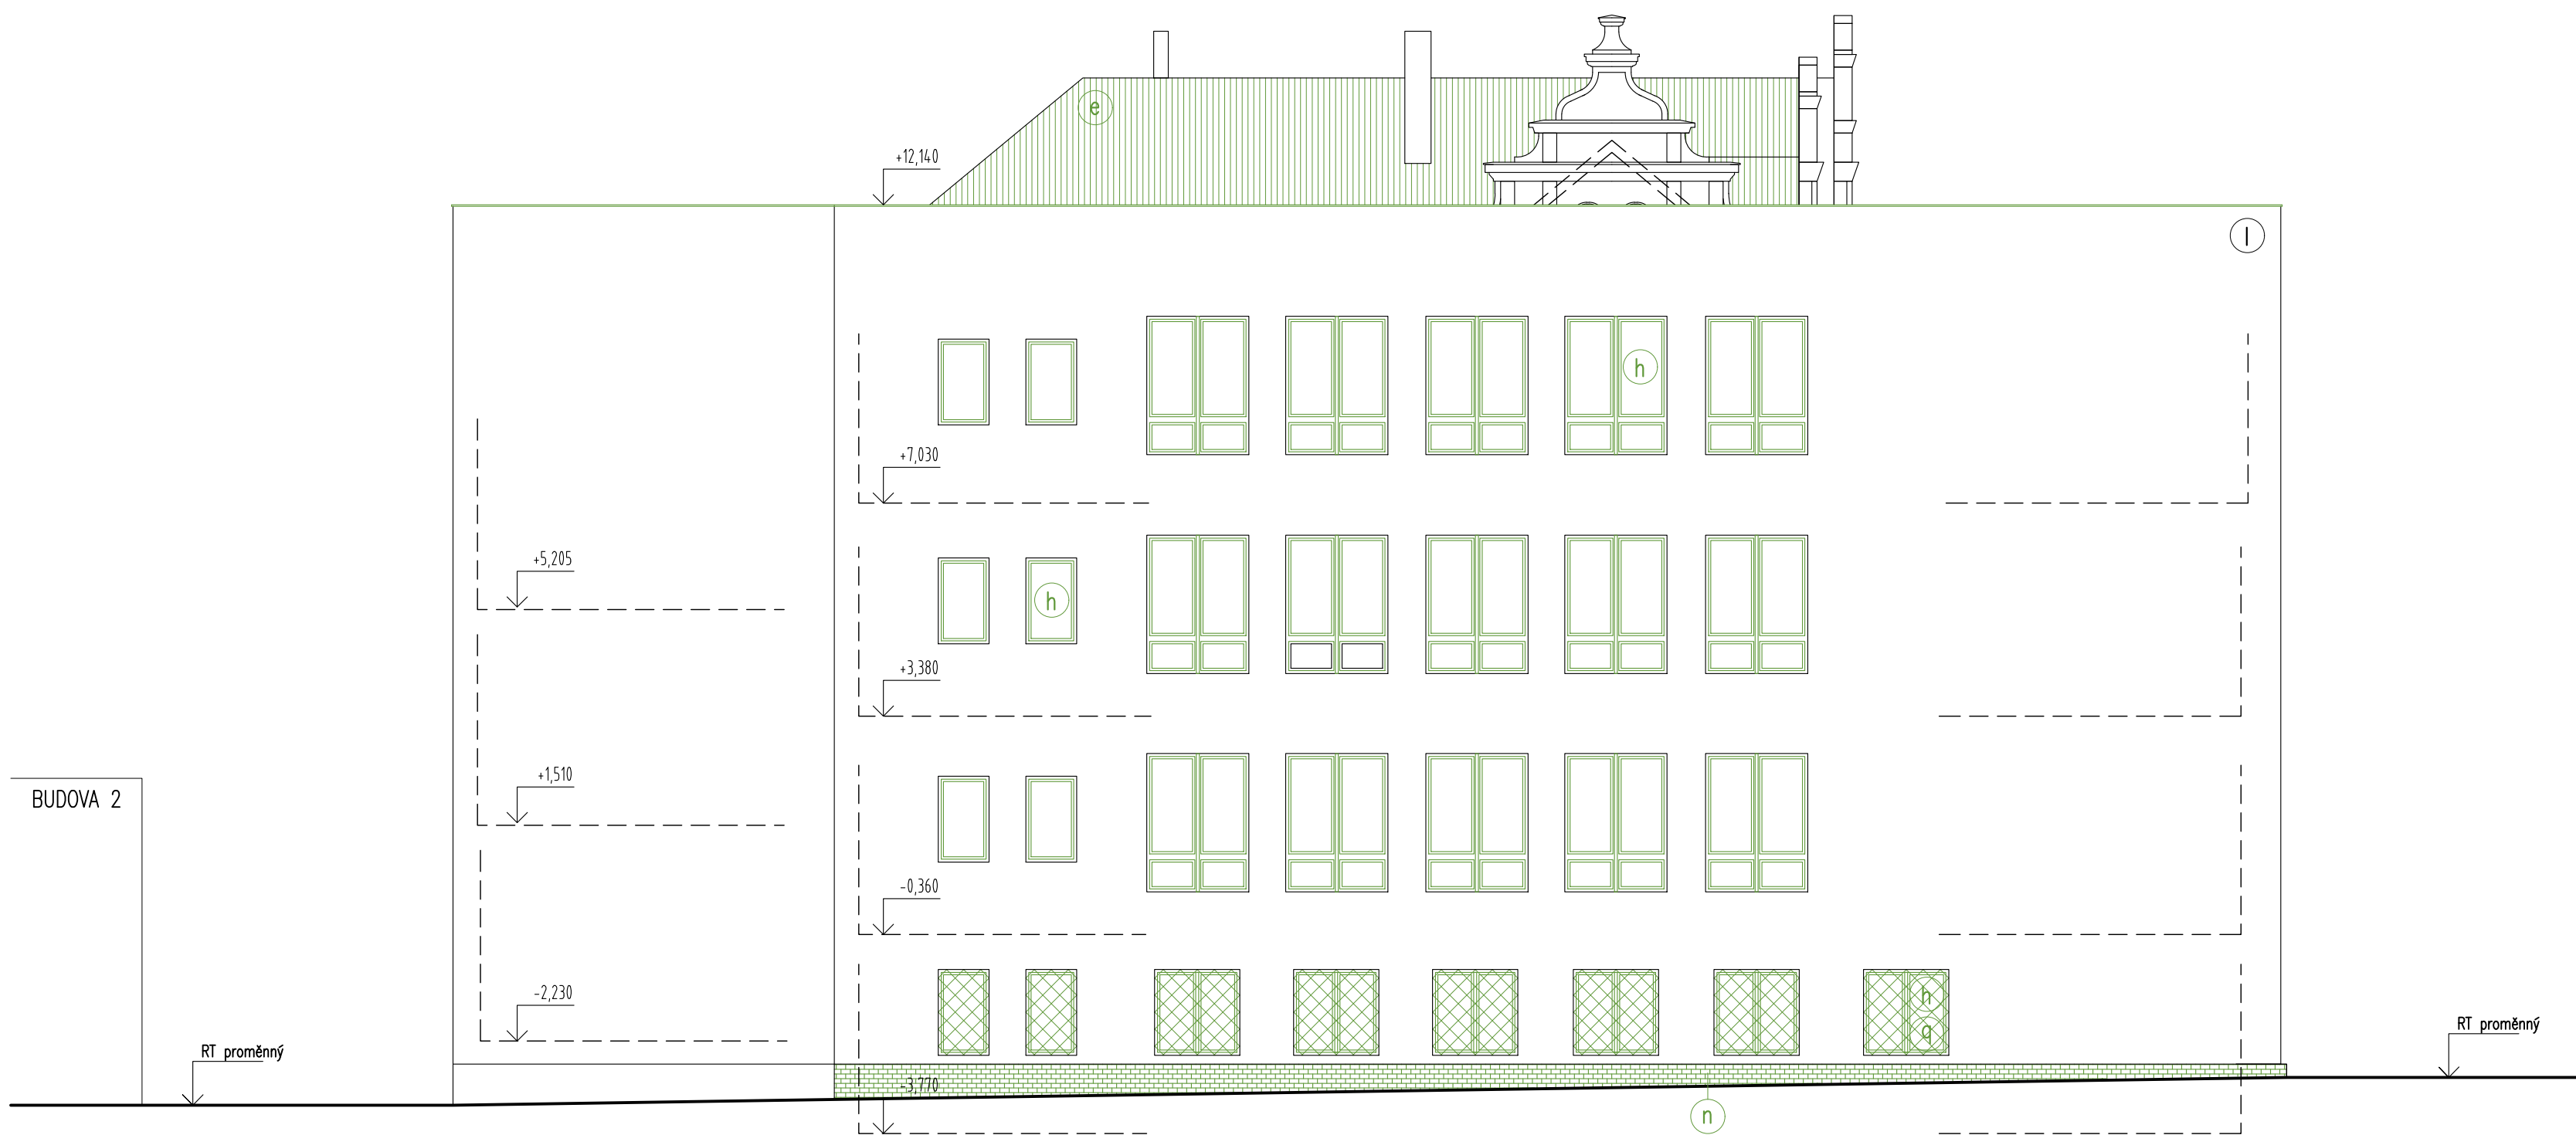 e
+12,140
l
h
+7,030
+5,205
h
+3,380
+1,510
BUDOVA 2
-0,360
-2,230
h
q
RT proměnný
RT proměnný
-3,770
n